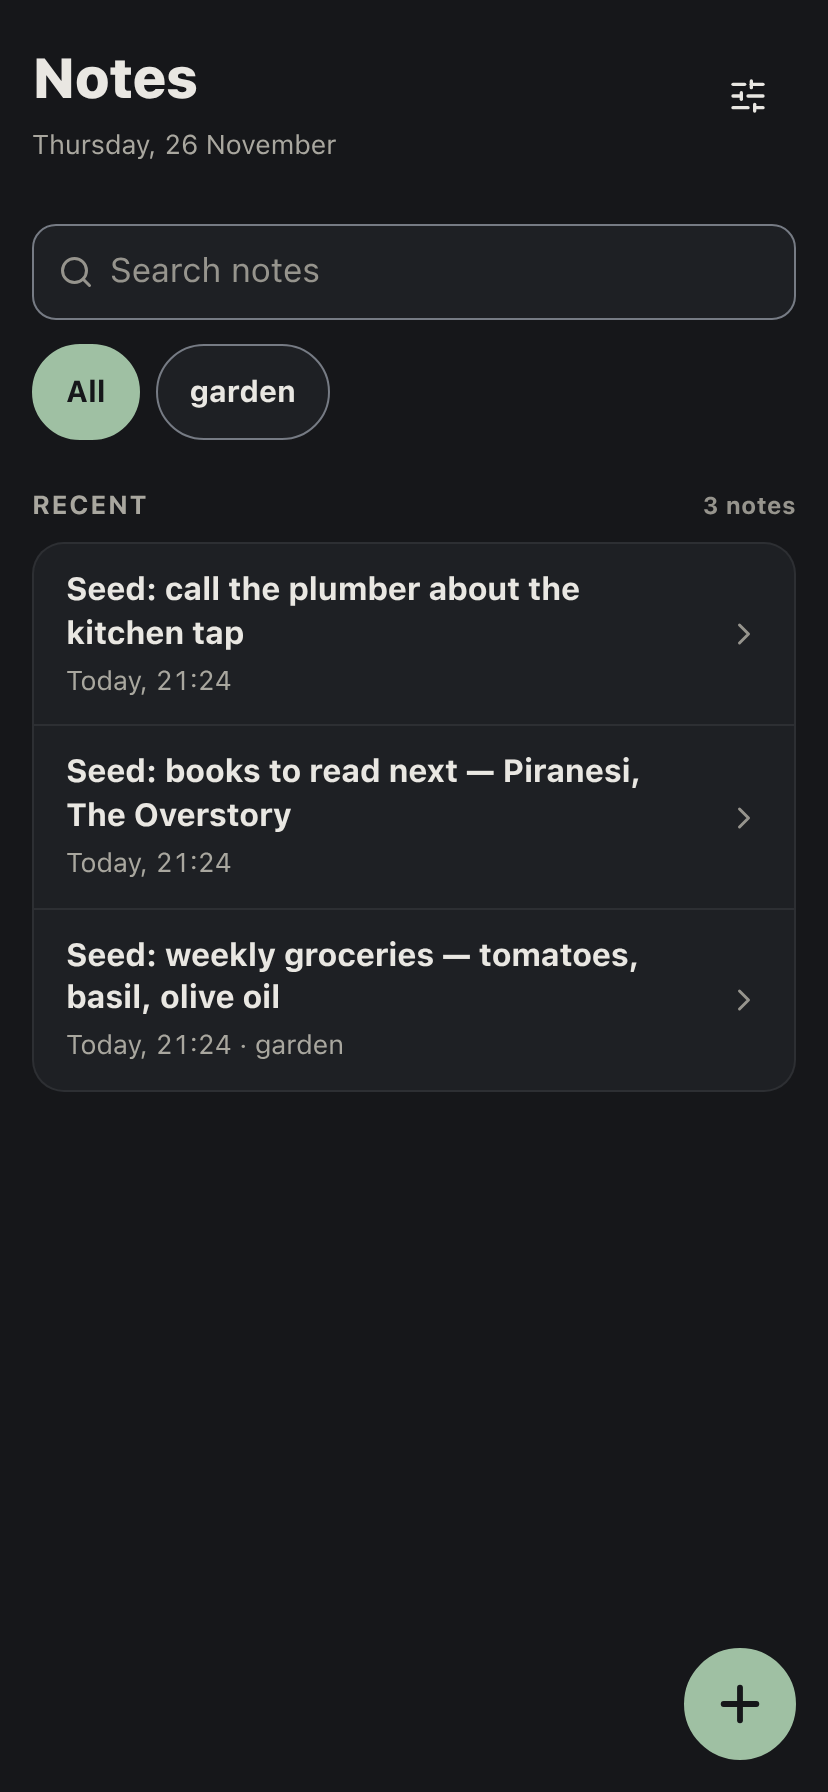 Notes
Thursday, 26 November
Search notes
All
garden
RECENT
3 notes
Seed: call the plumber about the
kitchen tap
Today, 21:24
Seed: books to read next — Piranesi,
The Overstory
Today, 21:24
Seed: weekly groceries — tomatoes,
basil, olive oil
Today, 21:24 · garden